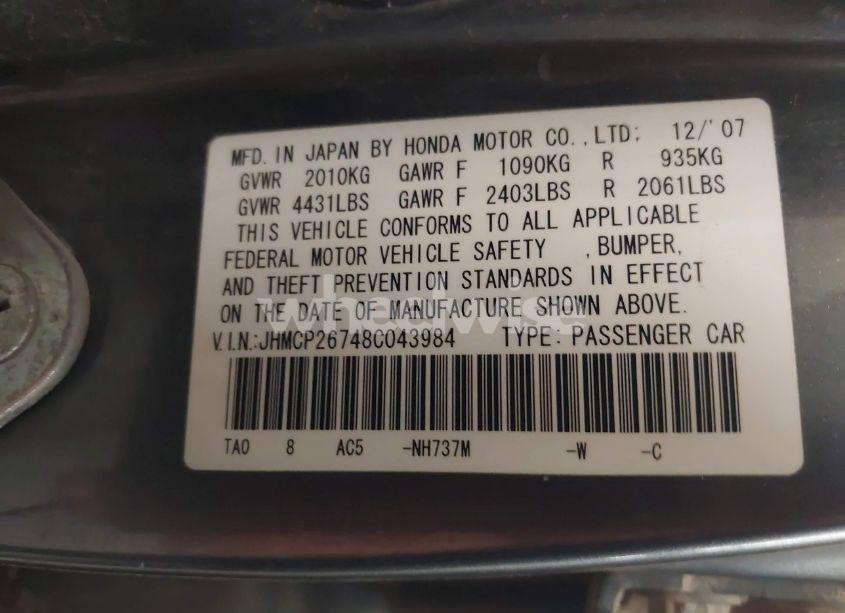 MFD. IN JAPAN BY HONDA MOTOR CO.,LTD; 12/'07
GVWR 2010KG GAWR F 1090KG R 935KG
GVWR 4431LBS GAWR F 2403LBS R 2061LBS
THIS VEHICLE CONFORMS TO ALL APPLICABLE
FEDERAL MOTOR VEHICLE SAFETY , BUMPER,
AND THEFT PREVENTION STANDARDS IN EFFECT
ON THE DATE OF MANUFACTURE SHOWN ABOVE.
wheelwise
V.I.N.:JHMCP26748C043984 TYPE: PASSENGER CAR
TA0 8 AC5 -NH737M -W -C